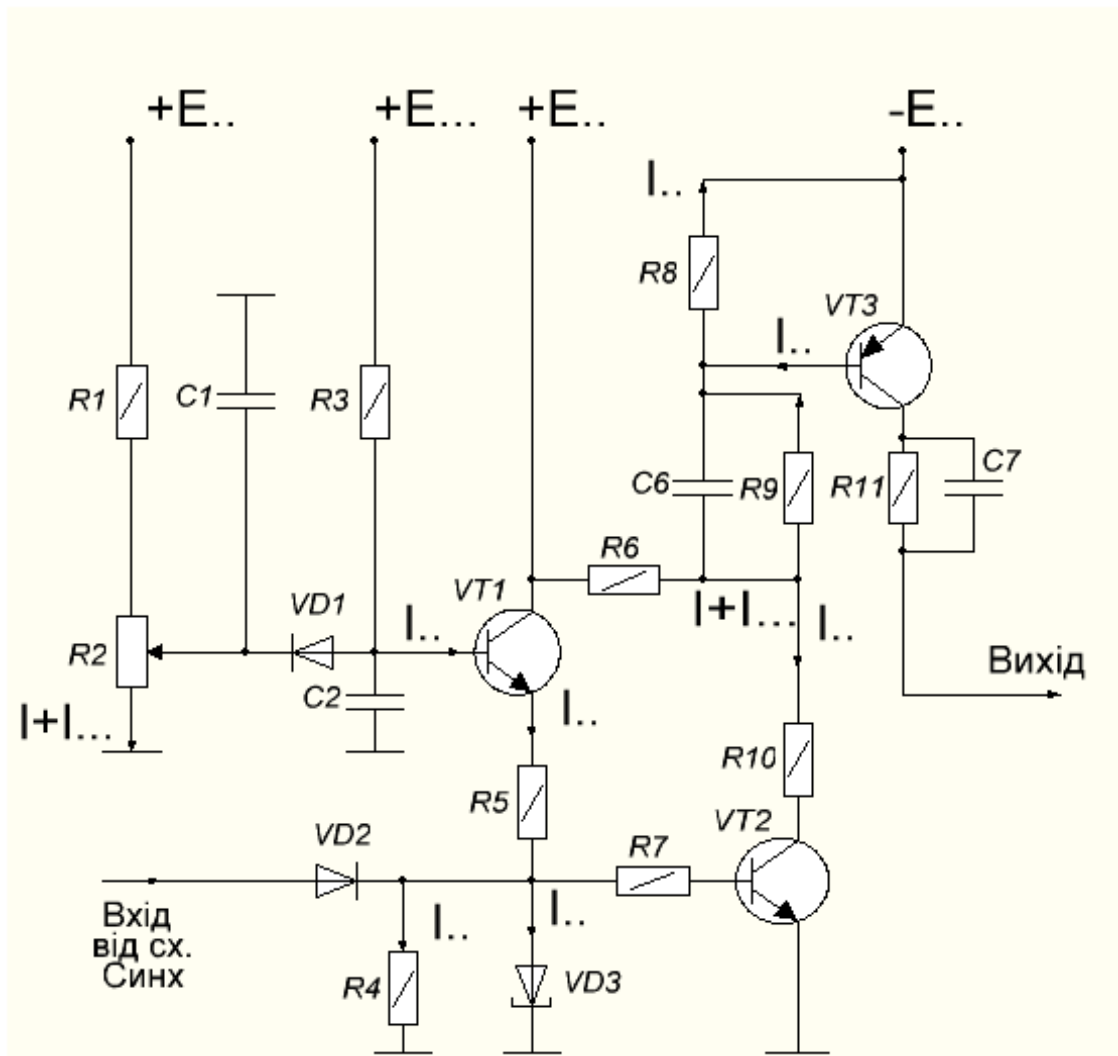 +E..
+E...
+E..
-E..
I..
R8
VT3
I..
R1
C1
R3
C6
R9
R11
C7
R6
VT1
VD1
I..
I+I...
I..
R2
C2
Вихід
I+I...
I..
R10
R5
VT2
VD2
R7
Вхід
від сх.
Синх
I..
I..
R4
VD3